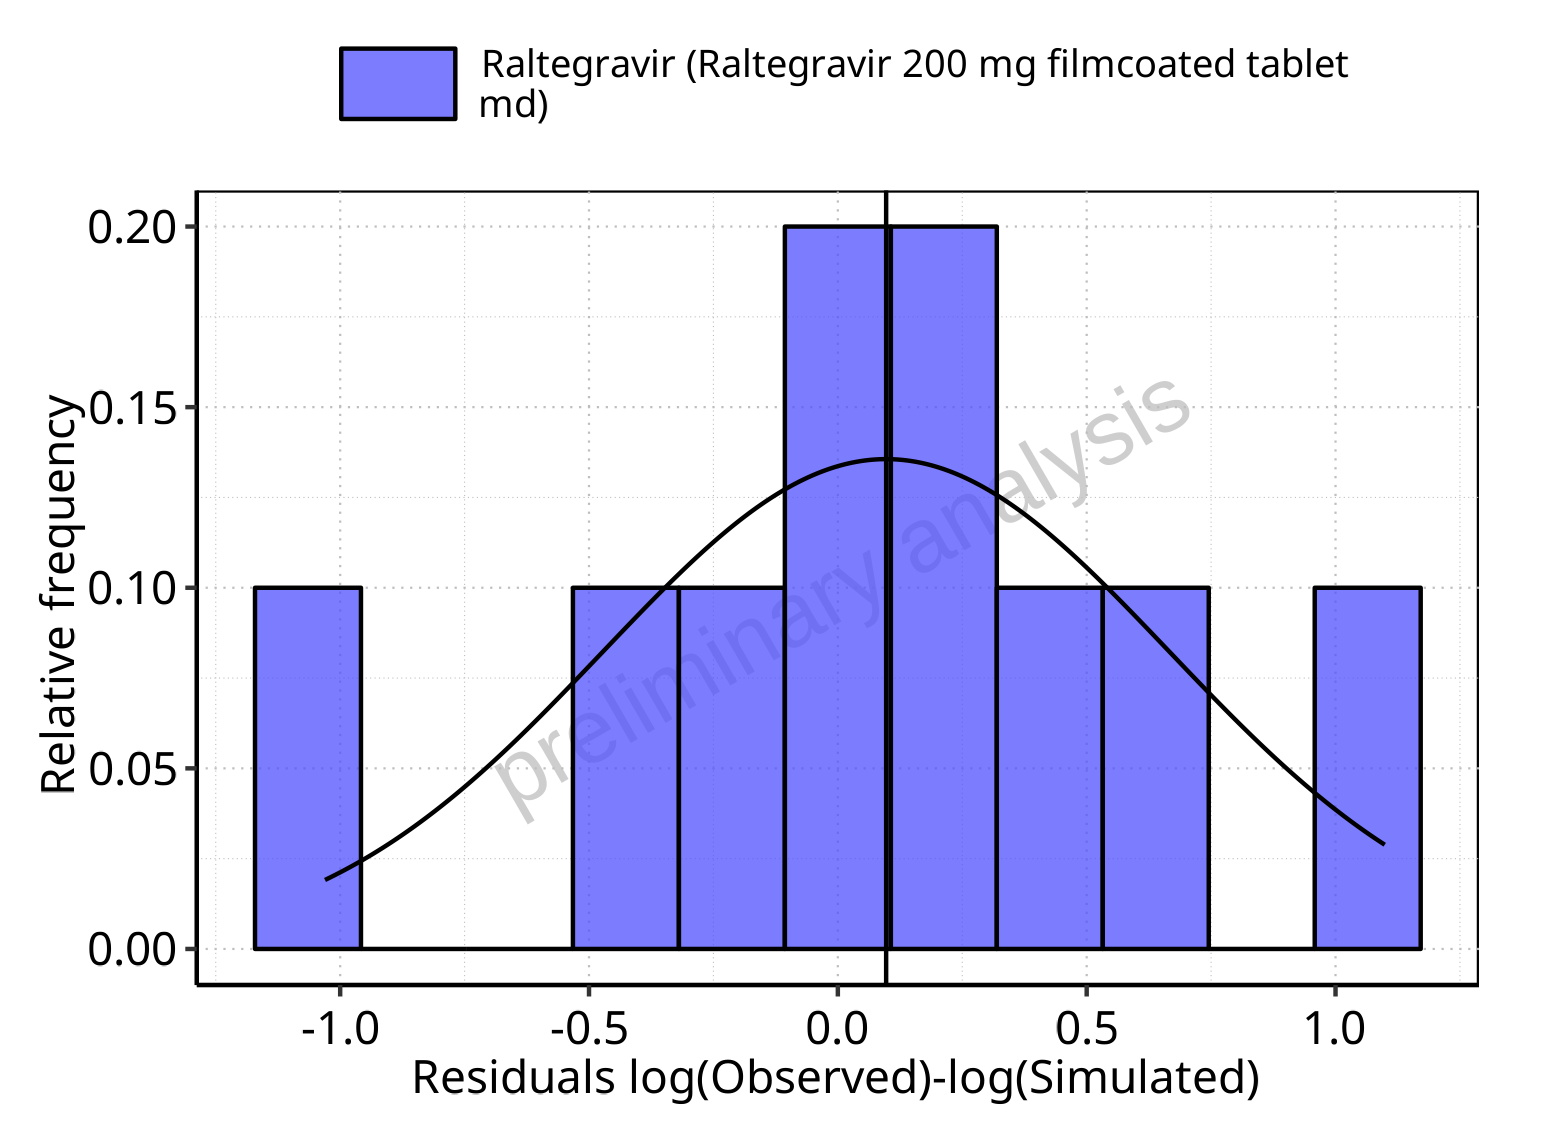 Raltegravir (Raltegravir 200 mg filmcoated tablet
md)
0.20
0.15
0.10
0.05
0.00
Relative frequency
preliminary analysis
-1.0
-0.5
0.0
0.5
1.0
Residuals log(Observed)-log(Simulated)